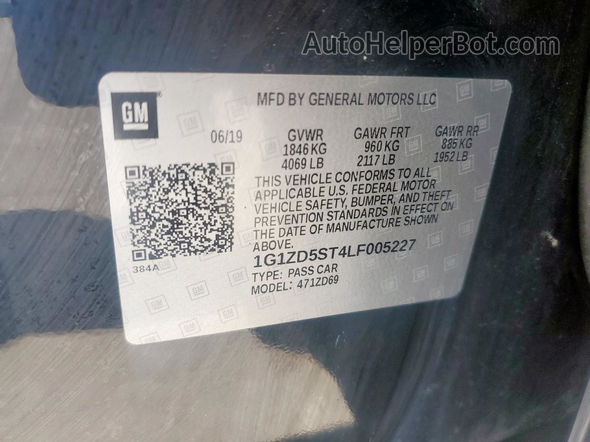 AutoHelperBot.com
GM
MFD BY GENERAL MOTORS LLC
06/19 GVWR GAWR FRT GAWR RR
1846 KG 960 KG 885 KG
4069 LB 2117 LB 1952 LB
THIS VEHICLE CONFORMS TO ALL
APPLICABLE U.S. FEDERAL MOTOR
VEHICLE SAFETY, BUMPER, AND THEFT
PREVENTION STANDARDS IN EFFECT ON
THE DATE OF MANUFACTURE SHOWN
ABOVE.
1G1ZD5ST4LF005227
384A
TYPE: PASS CAR
MODEL: 471ZD69